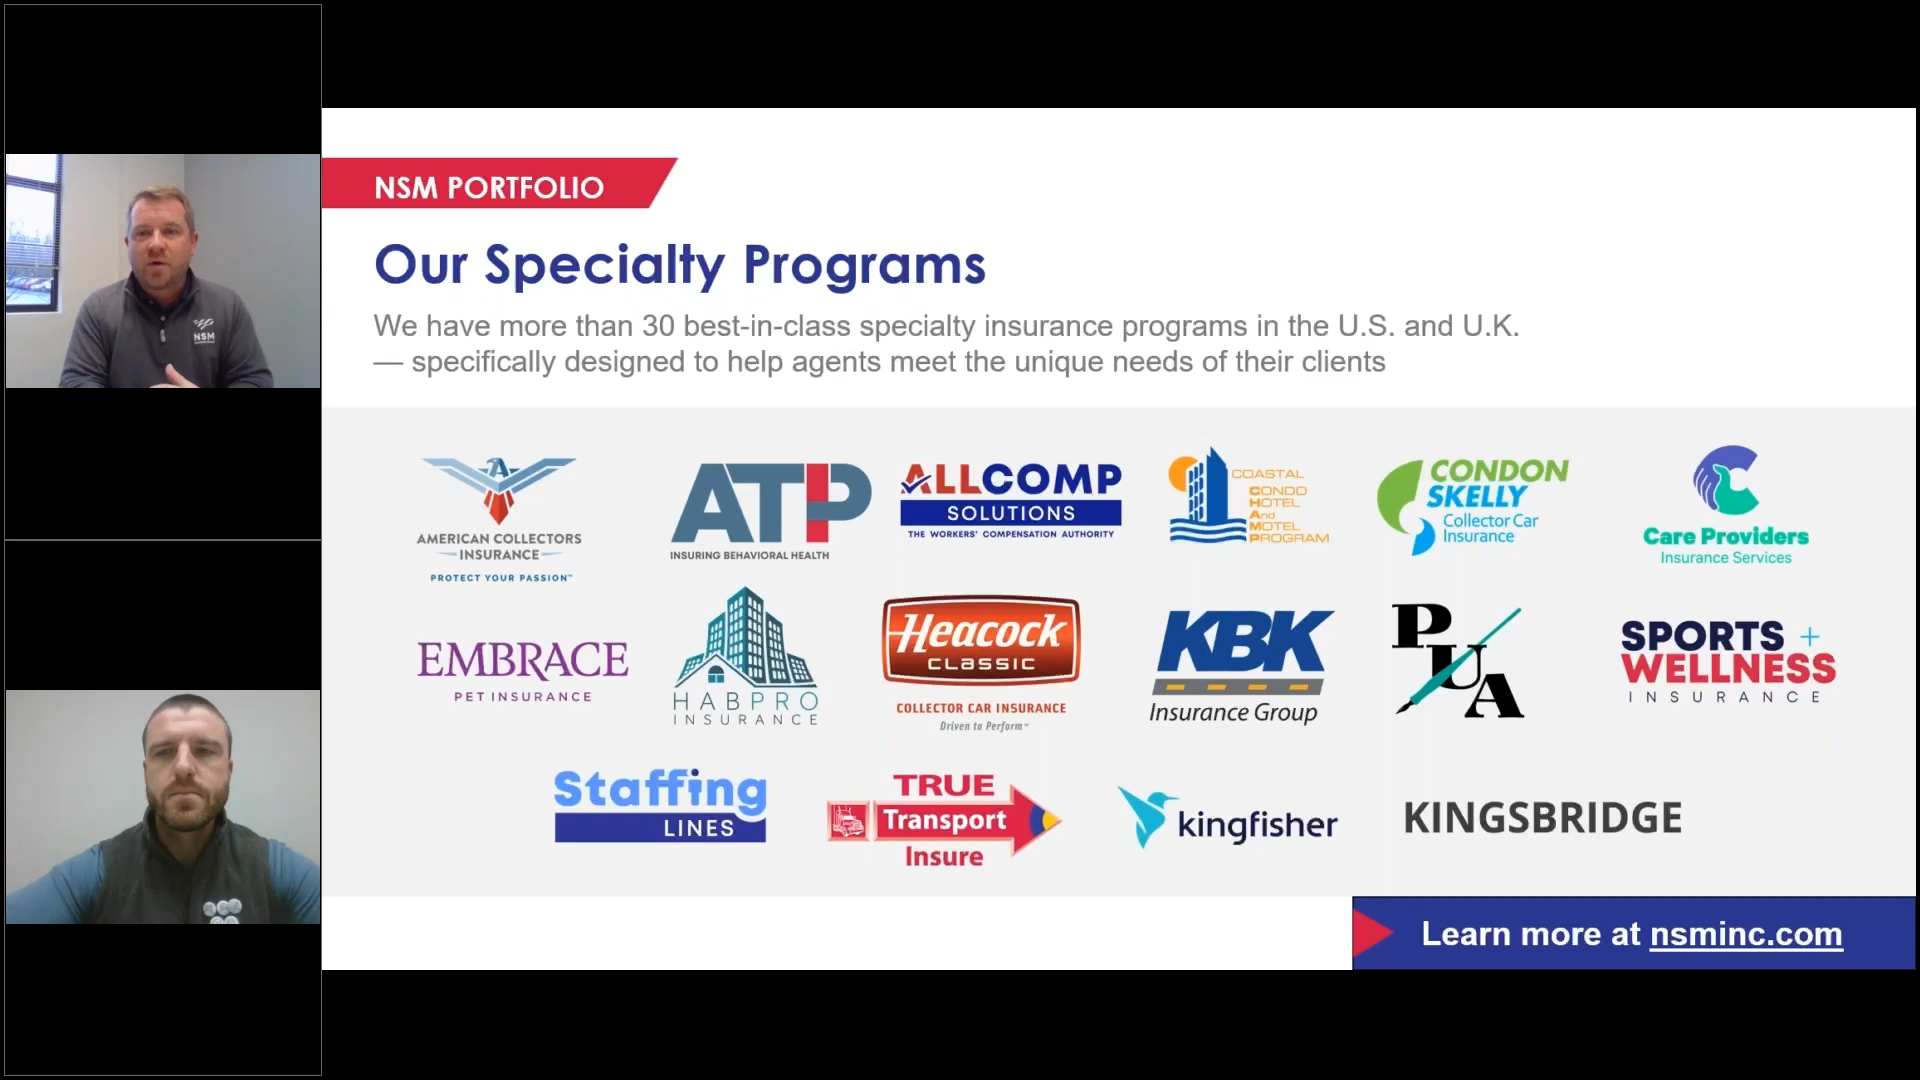 NSM
NSM PORTFOLIO
Our Specialty Programs
We have more than 30 best-in-class specialty insurance programs in the U.S. and U.K.
— specifically designed to help agents meet the unique needs of their clients
AMERICAN COLLECTORS
INSURANCE
PROTECT YOUR PASSION™
ATP
INSURING BEHAVIORAL HEALTH
ALLCOMP
SOLUTIONS
THE WORKERS' COMPENSATION AUTHORITY
COASTAL
CONDO
HOTEL
And
MOTEL
PROGRAM
CONDON
SKELLY
Collector Car
Insurance
Care Providers
Insurance Services
EMBRACE
PET INSURANCE
HABPRO
INSURANCE
Heacock
CLASSIC
COLLECTOR CAR INSURANCE
Driven to Perform™
KBK
Insurance Group
PUA
SPORTS +
WELLNESS
INSURANCE
Staffing
LINES
TRUE
Transport
Insure
kingfisher
KINGSBRIDGE
Learn more at nsminc.com